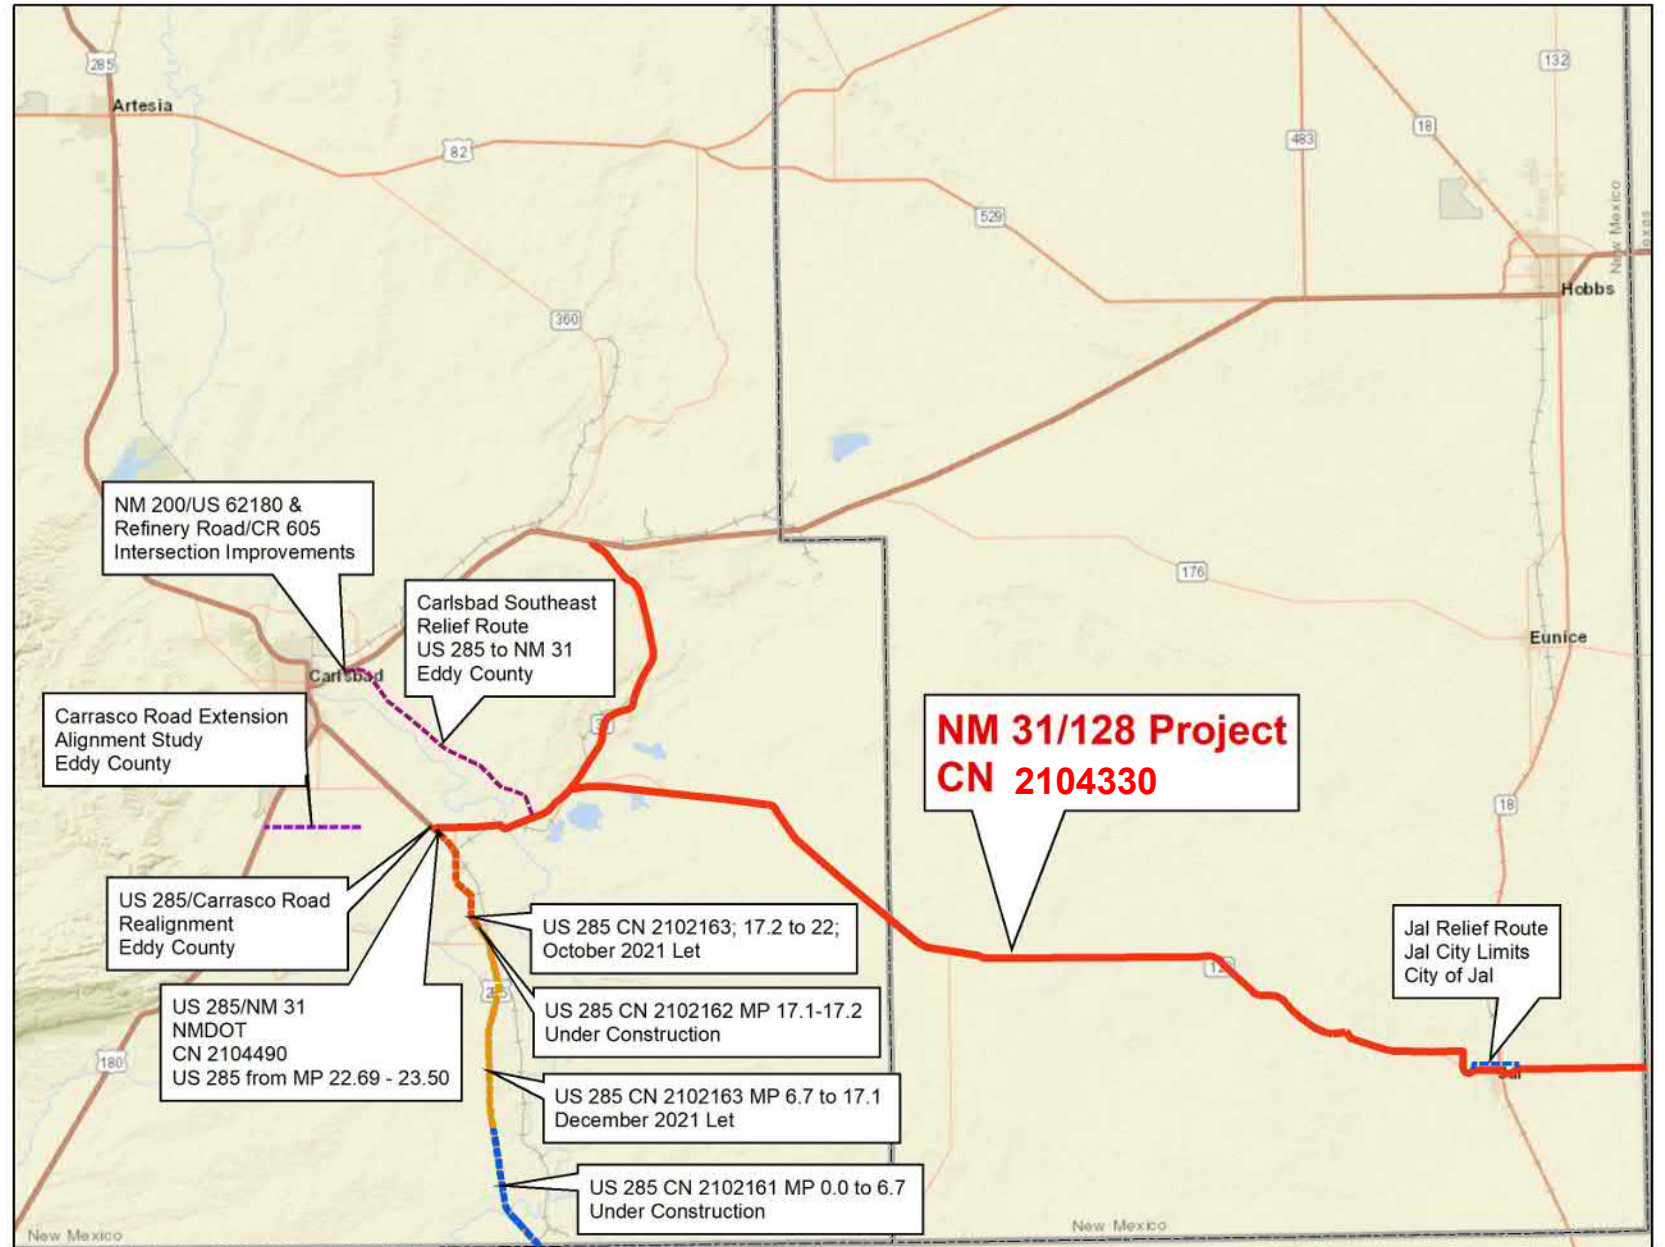 285
Artesia
82
132
18
483
529
New Mexico
Hobbs
360
NM 200/US 62180 &
Refinery Road/CR 605
Intersection Improvements
Carlsbad Southeast
Relief Route
US 285 to NM 31
Eddy County
176
Eunice
Carlsbad
Carrasco Road Extension
Alignment Study
Eddy County
NM 31/128 Project
CN 2104330
18
US 285/Carrasco Road
Realignment
Eddy County
US 285 CN 2102163; 17.2 to 22;
October 2021 Let
Jal Relief Route
Jal City Limits
City of Jal
US 285/NM 31
NMDOT
CN 2104490
US 285 from MP 22.69 - 23.50
US 285 CN 2102162 MP 17.1-17.2
Under Construction
180
US 285 CN 2102163 MP 6.7 to 17.1
December 2021 Let
Jal
US 285 CN 2102161 MP 0.0 to 6.7
Under Construction
New Mexico
New Mexico